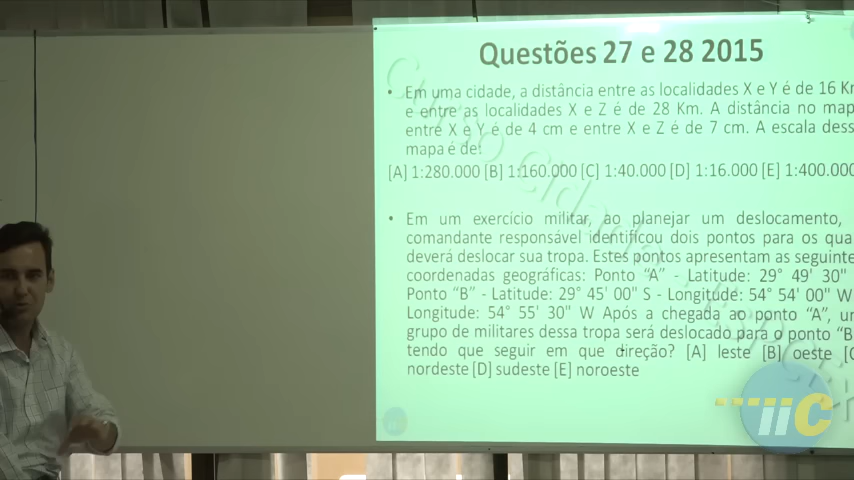 Questões 27 e 28 2015
• Em uma cidade, a distância entre as localidades X e Y é de 16 Km
e entre as localidades X e Z é de 28 Km. A distância no map
entre X e Y é de 4 cm e entre X e Z é de 7 cm. A escala dess
mapa é de:
[A] 1:280.000 [B] 1:160.000 [C] 1:40.000 [D] 1:16.000 [E] 1:400.000
• Em um exercício militar, ao planejar um deslocamento,
comandante responsável identificou dois pontos para os qua
deverá deslocar sua tropa. Estes pontos apresentam as seguinte
coordenadas geográficas: Ponto “A” - Latitude: 29° 49' 30"
Ponto “B” - Latitude: 29° 45' 00" S - Longitude: 54° 54' 00" W
Longitude: 54° 55' 30" W Após a chegada ao ponto “A”, u
grupo de militares dessa tropa será deslocado para o ponto “B
tendo que seguir em que direção? [A] leste [B] oeste [C
nordeste [D] sudeste [E] noroeste
iiC